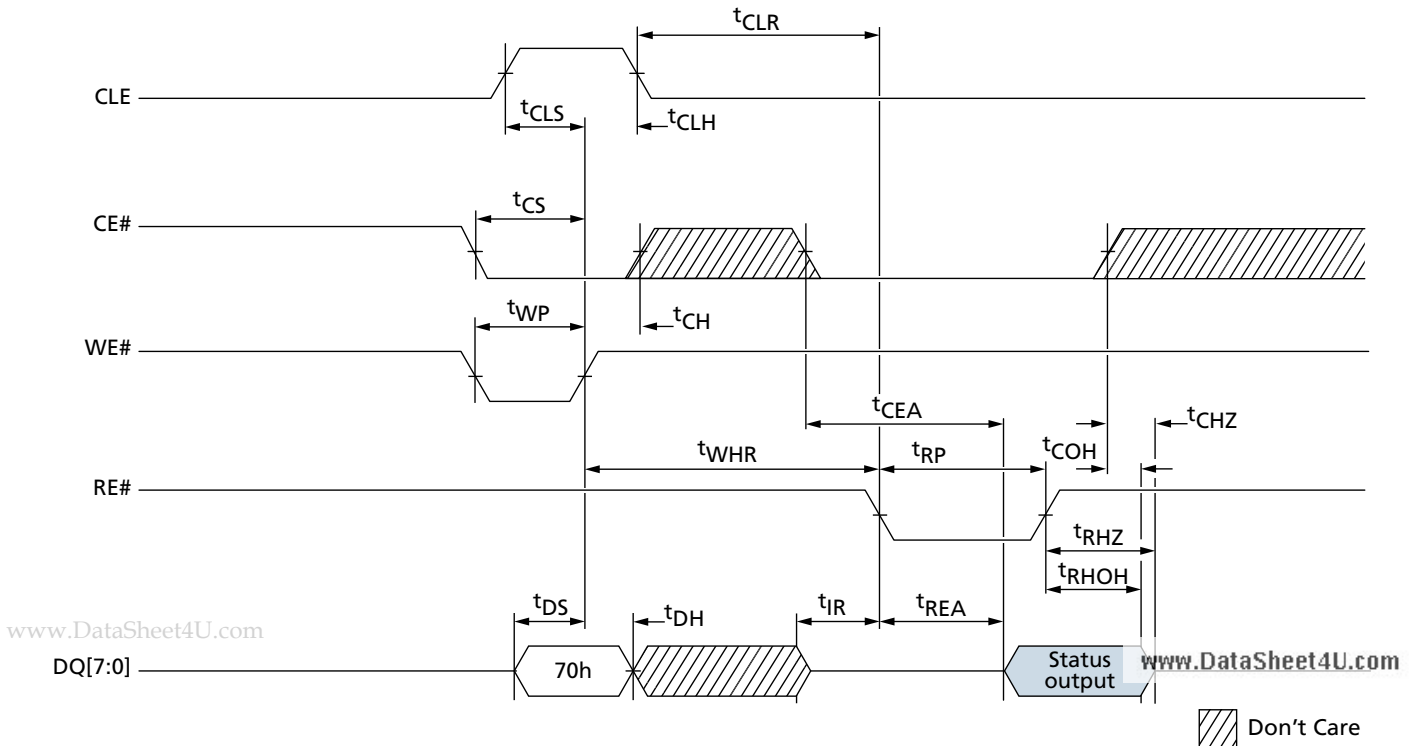 tCLR
CLE
tCLS
tCLH
tCS
CE#
tWP
tCH
WE#
tCEA
tCHZ
tWHR
tRP
tCOH
RE#
tRHZ
tRHOH
tDS
tDH
tIR
tREA
www.DataSheet4U.com
DQ[7:0]
70h
Status
output
www.DataSheet4U.com
Don't Care